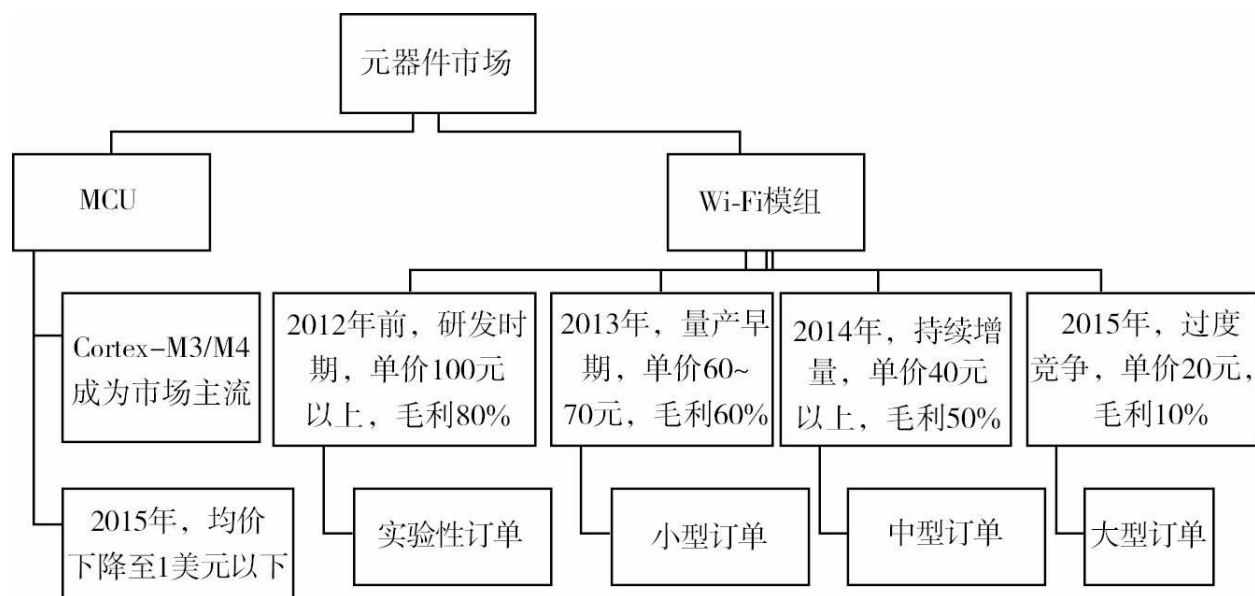 元器件市场
MCU
Wi-Fi模组
Cortex-M3/M4
成为市场主流
2015年，均价
下降至1美元以下
2012年前，研发时
期，单价100元
以上，毛利80%
实验性订单
2013年，量产早
期，单价60~
70元，毛利60%
小型订单
2014年，持续增
量，单价40元
以上，毛利50%
中型订单
2015年，过度
竞争，单价20元，
毛利10%
大型订单